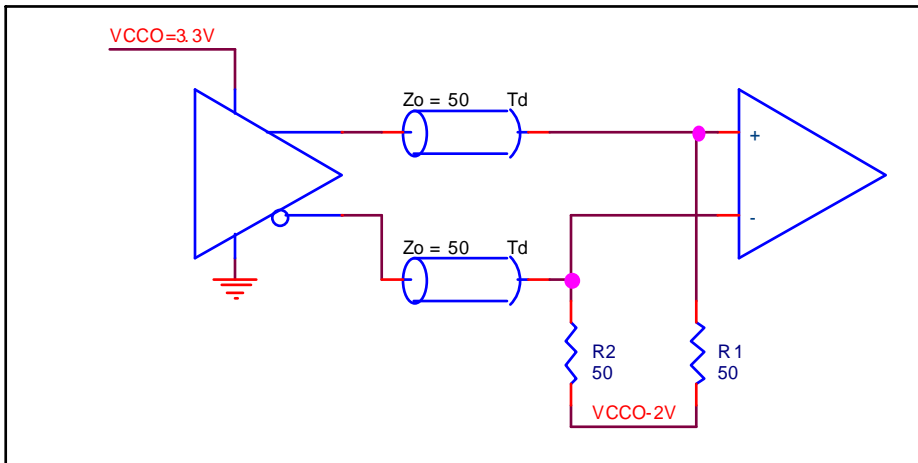 VCCO=3.3V
Zo = 50 Td
+
-
Zo = 50 Td
R2
50
R1
50
VCCO-2V